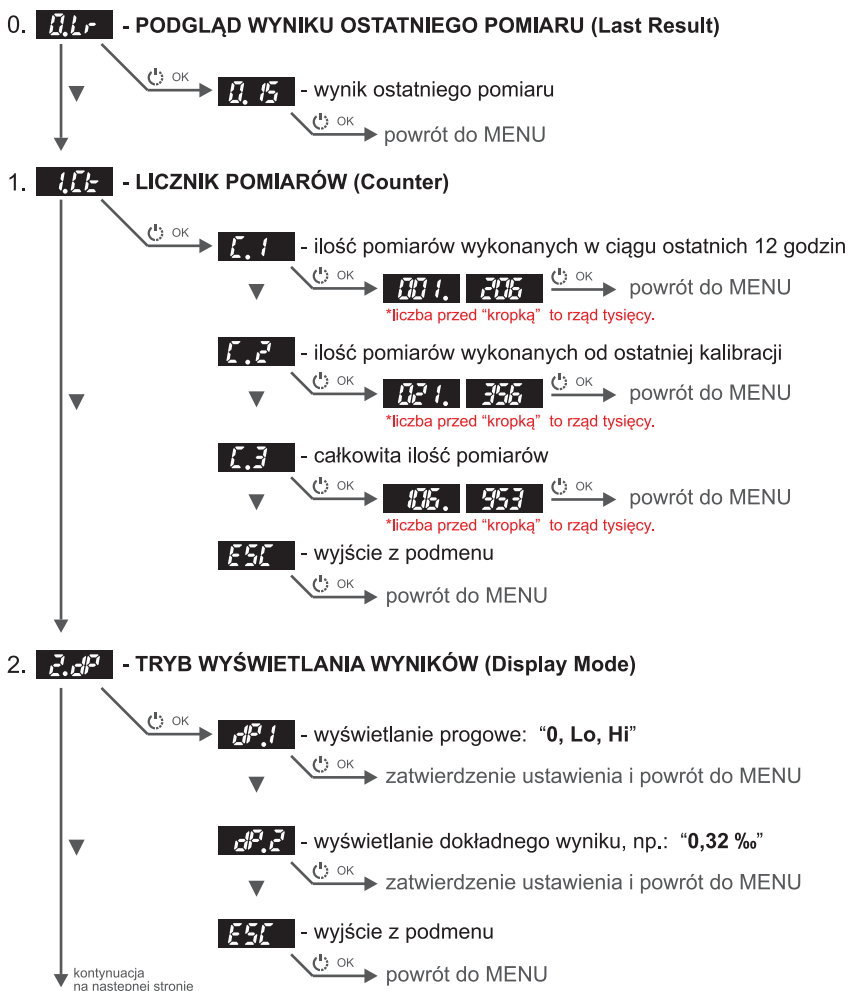 0. 0.Lr - PODGLĄD WYNIKU OSTATNIEGO POMIARU (Last Result)
OK 0. 15 - wynik ostatniego pomiaru
OK powrót do MENU
1. 1.Ct - LICZNIK POMIARÓW (Counter)
OK C.1 - ilość pomiarów wykonanych w ciągu ostatnich 12 godzin
OK 001. 206 OK powrót do MENU
*liczba przed “kropką” to rząd tysięcy.
C.2 - ilość pomiarów wykonanych od ostatniej kalibracji
OK 021. 356 OK powrót do MENU
*liczba przed “kropką” to rząd tysięcy.
C.3 - całkowita ilość pomiarów
OK 106. 953 OK powrót do MENU
*liczba przed “kropką” to rząd tysięcy.
ESC - wyjście z podmenu
OK powrót do MENU
2. 2.dP - TRYB WYŚWIETLANIA WYNIKÓW (Display Mode)
OK dP.1 - wyświetlanie progowe: “0, Lo, Hi”
OK zatwierdzenie ustawienia i powrót do MENU
dP.2 - wyświetlanie dokładnego wyniku, np.: “0,32 ‰”
OK zatwierdzenie ustawienia i powrót do MENU
ESC - wyjście z podmenu
OK powrót do MENU
kontynuacja
na następnej stronie